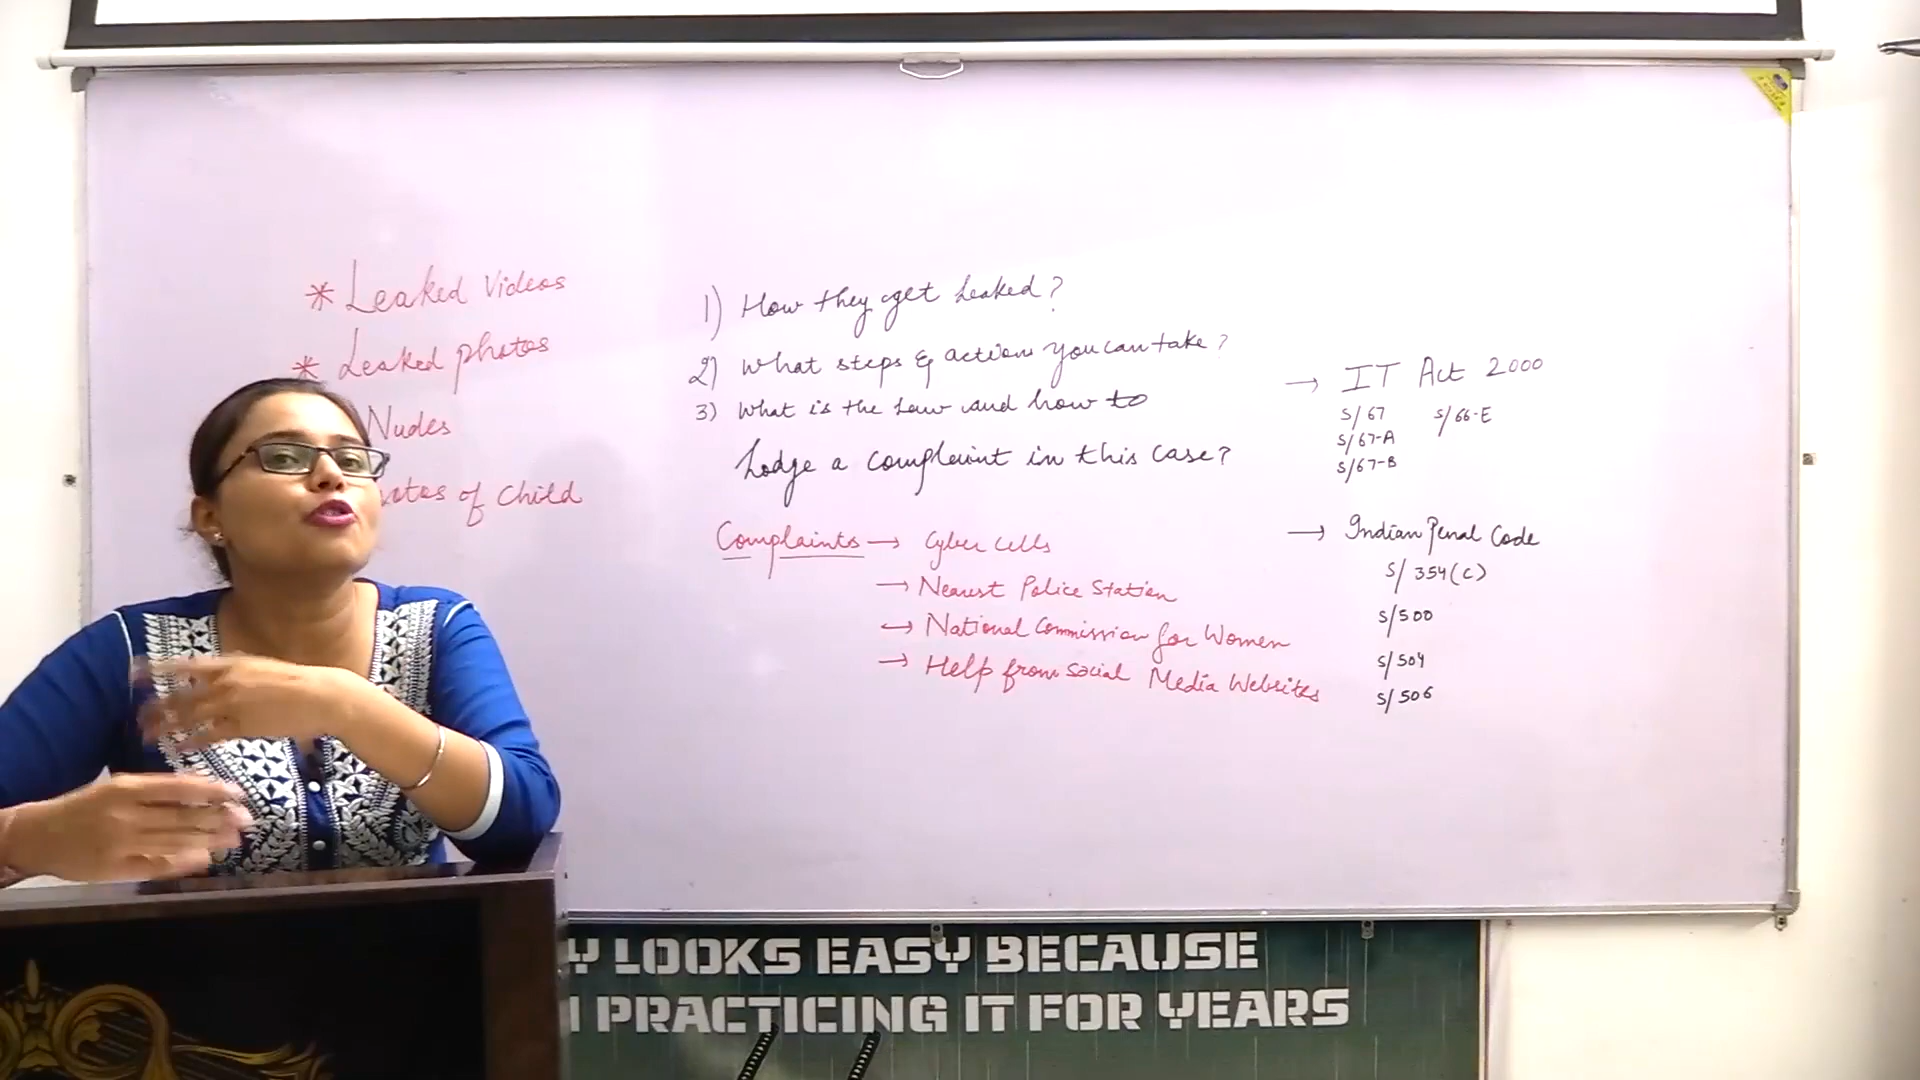 * Leaked Videos
* Leaked photos
Nudes
of child
1) How they get Leaked?
2) What steps & actions you can take?
3) What is the Law and how to
Lodge a complaint in this case?
Complaints → Cyber Cells
→ Nearest Police Station
→ National Commission for Women
→ Help from Social Media Websites
→ IT Act 2000
S/67 S/66-E
S/67-A
S/67-B
→ Indian Penal Code
S/354(C)
S/500
S/504
S/506
LOOKS EASY BECAUSE
PRACTICING IT FOR YEARS